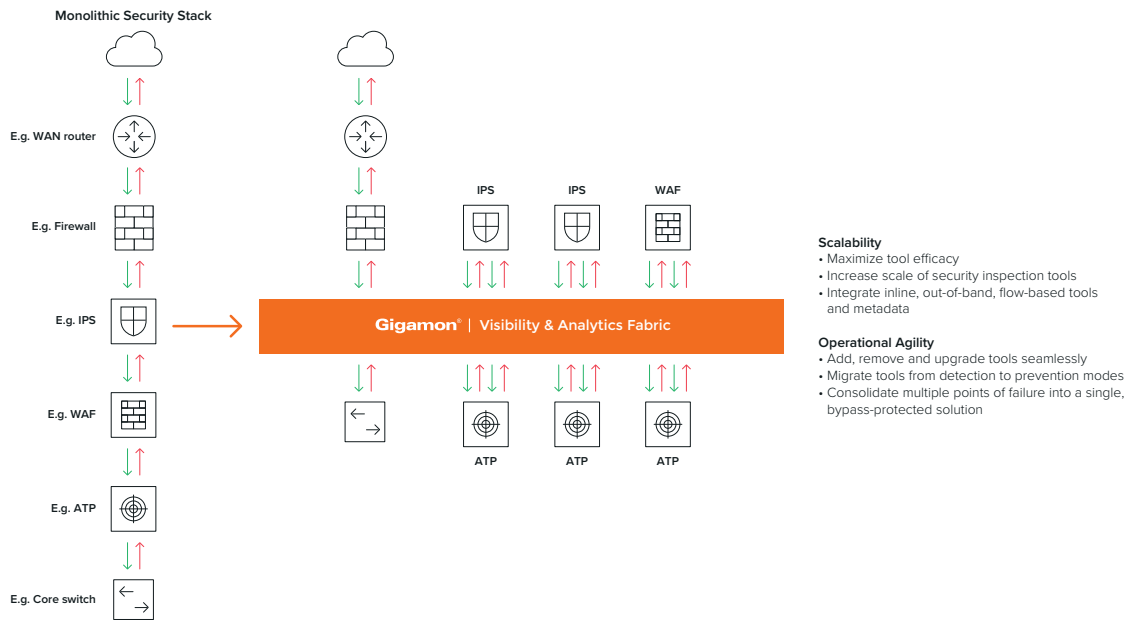 Monolithic Security Stack
E.g. WAN router
E.g. Firewall
E.g. IPS
E.g. WAF
E.g. ATP
E.g. Core switch
IPS
IPS
WAF
Gigamon® | Visibility & Analytics Fabric
ATP
ATP
ATP
Scalability
• Maximize tool efficacy
• Increase scale of security inspection tools
• Integrate inline, out-of-band, flow-based tools
and metadata
Operational Agility
• Add, remove and upgrade tools seamlessly
• Migrate tools from detection to prevention modes
• Consolidate multiple points of failure into a single,
bypass-protected solution